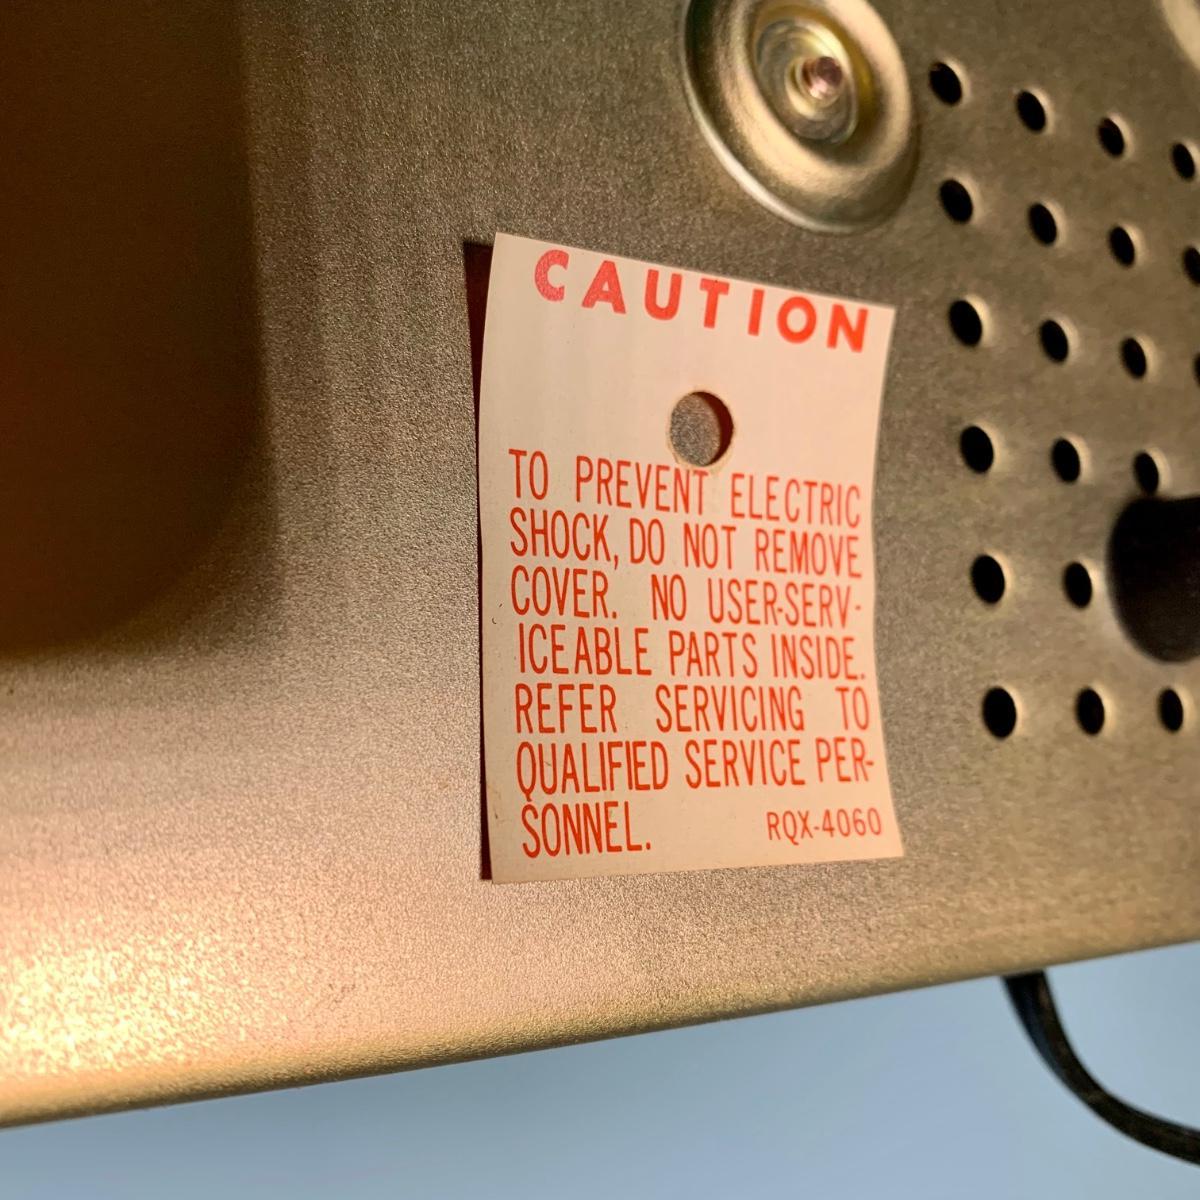 CAUTION
TO PREVENT ELECTRIC
SHOCK, DO NOT REMOVE
COVER. NO USER-SERV-
ICEABLE PARTS INSIDE.
REFER SERVICING TO
QUALIFIED SERVICE PER-
SONNEL. RQX-4060